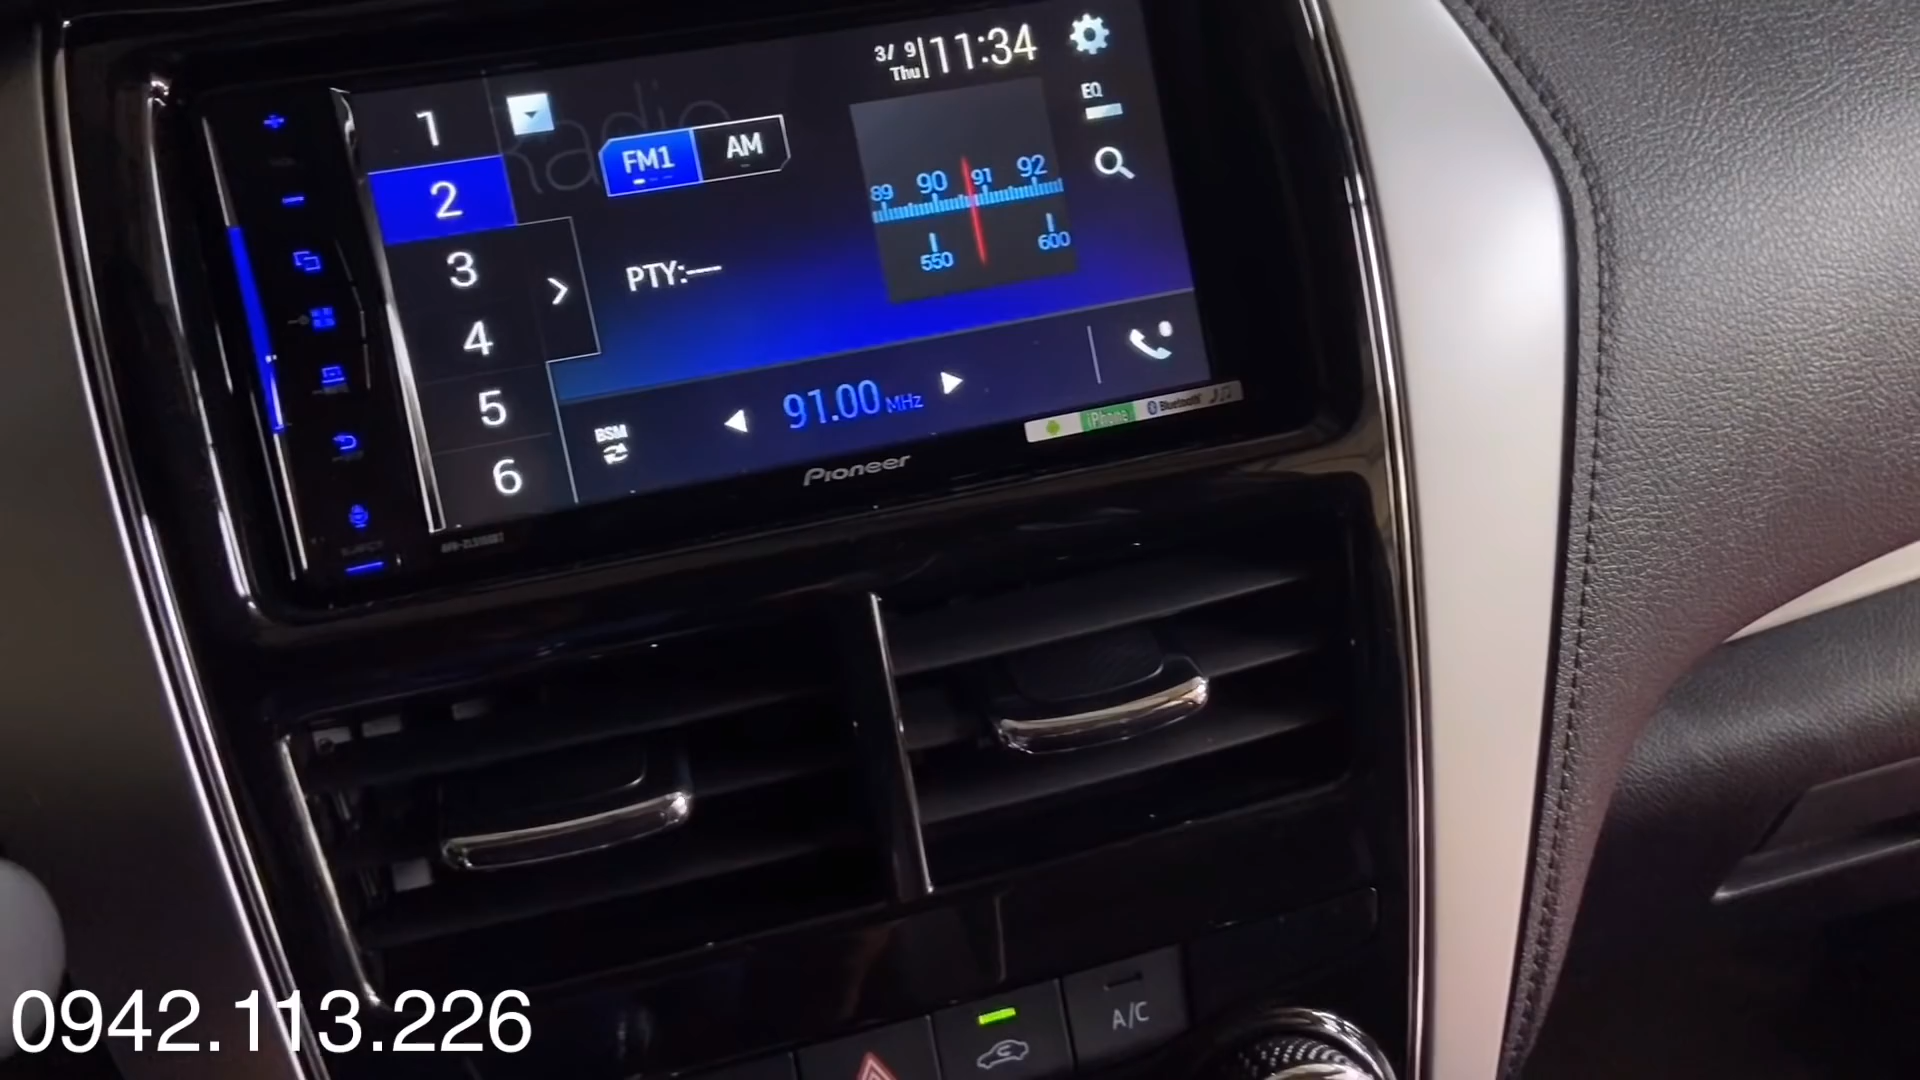 3/ 9
Thu
11:34
EQ
Radio
1
2
3
4
5
6
FM1
AM
89 90 91 92
550 600
PTY:––
BSM
91.00 MHz
Pioneer
iPhone
Bluetooth
A/C
0942.113.226